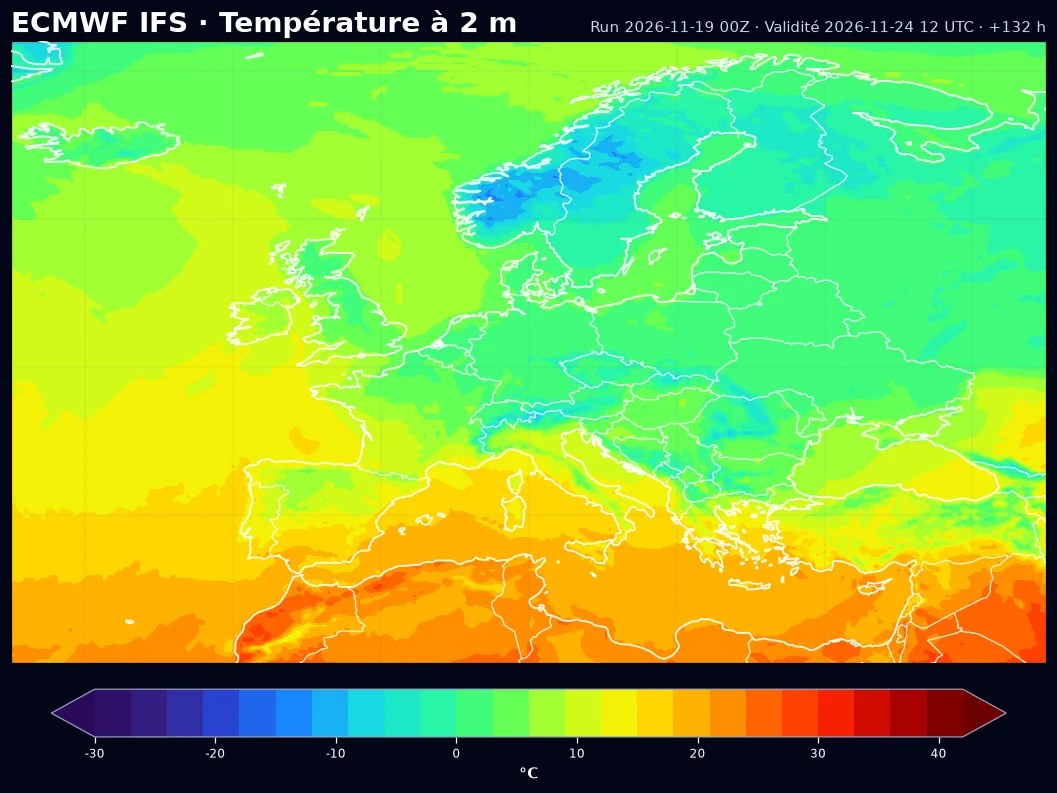 ECMWF IFS · Température à 2 m
Run 2026-11-19 00Z · Validité 2026-11-24 12 UTC · +132 h
-30 -20 -10 0 10 20 30 40
°C